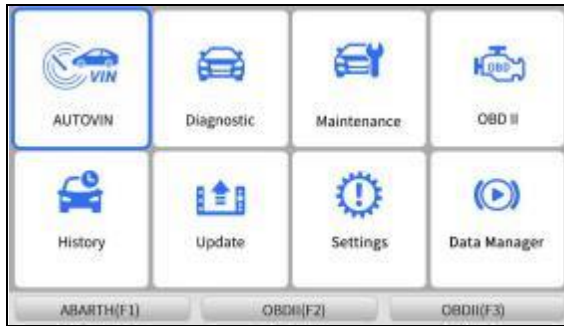 VIN
OBD
AUTOVIN
Diagnostic
Maintenance
OBD II
History
Update
Settings
Data Manager
ABARTH(F1)
OBDII(F2)
OBDII(F3)